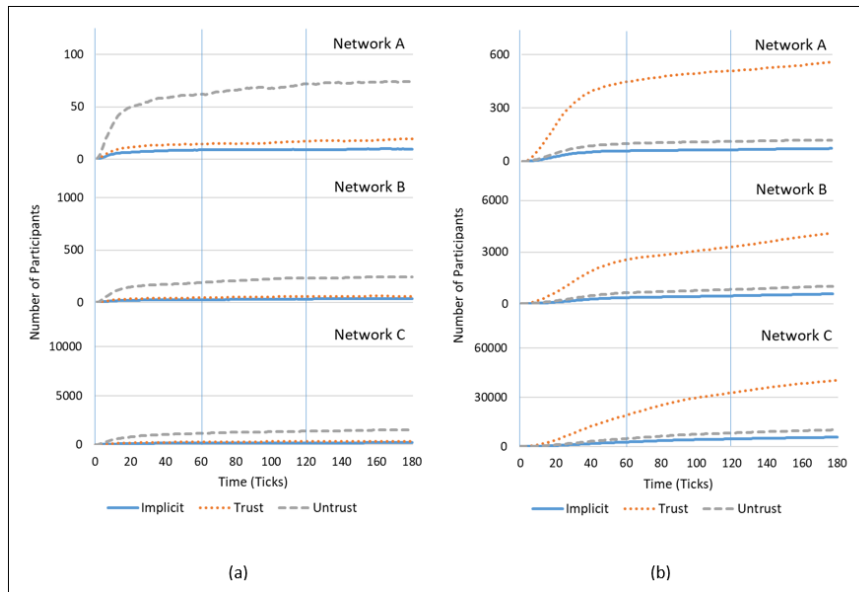 Number of Participants
Network A
100
50
0
Network B
1000
500
0
Network C
10000
5000
0
0 20 40 60 80 100 120 140 160 180
Time (Ticks)
Implicit Trust Untrust
(a)
Number of Participants
Network A
600
300
0
Network B
6000
3000
0
Network C
60000
30000
0
0 20 40 60 80 100 120 140 160 180
Time (Ticks)
Implicit Trust Untrust
(b)